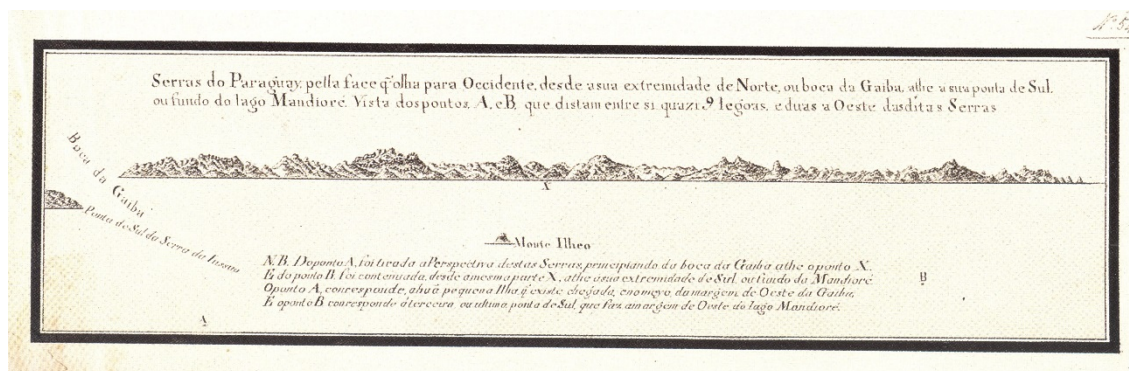 Nº 5
Serras do Paraguay, pella face q' olha para Occidente, desde a sua extremidade de Norte, ou boca da Gaiba, athe a sua ponta de Sul,
ou fundo do lago Mandioré. Vista dos pontos, A, e B, que distam entre si quazi 9 legoas, e duas a Oeste das ditas Serras
Boca da Gaiba
X
Ponta de Sul da Serra da
Monte Ilheo
N.B. Do ponto A, foi tirada a Perspectiva destas Serras, principiando da boca da Gaiba athe o ponto X.
E do ponto B, foi contenuada, desde a mesma parte X, athe a sua extremidade de Sul, ou fundo da Mandioré
O ponto A, corresponde, a huã pequena Ilha, q' existe chegada, e no meyo, da margem de Oeste da Gaiba,
E o ponto B corresponde á terceira ou ultima ponta de Sul, que faz a margem de Oeste do lago Mandioré.
B
A